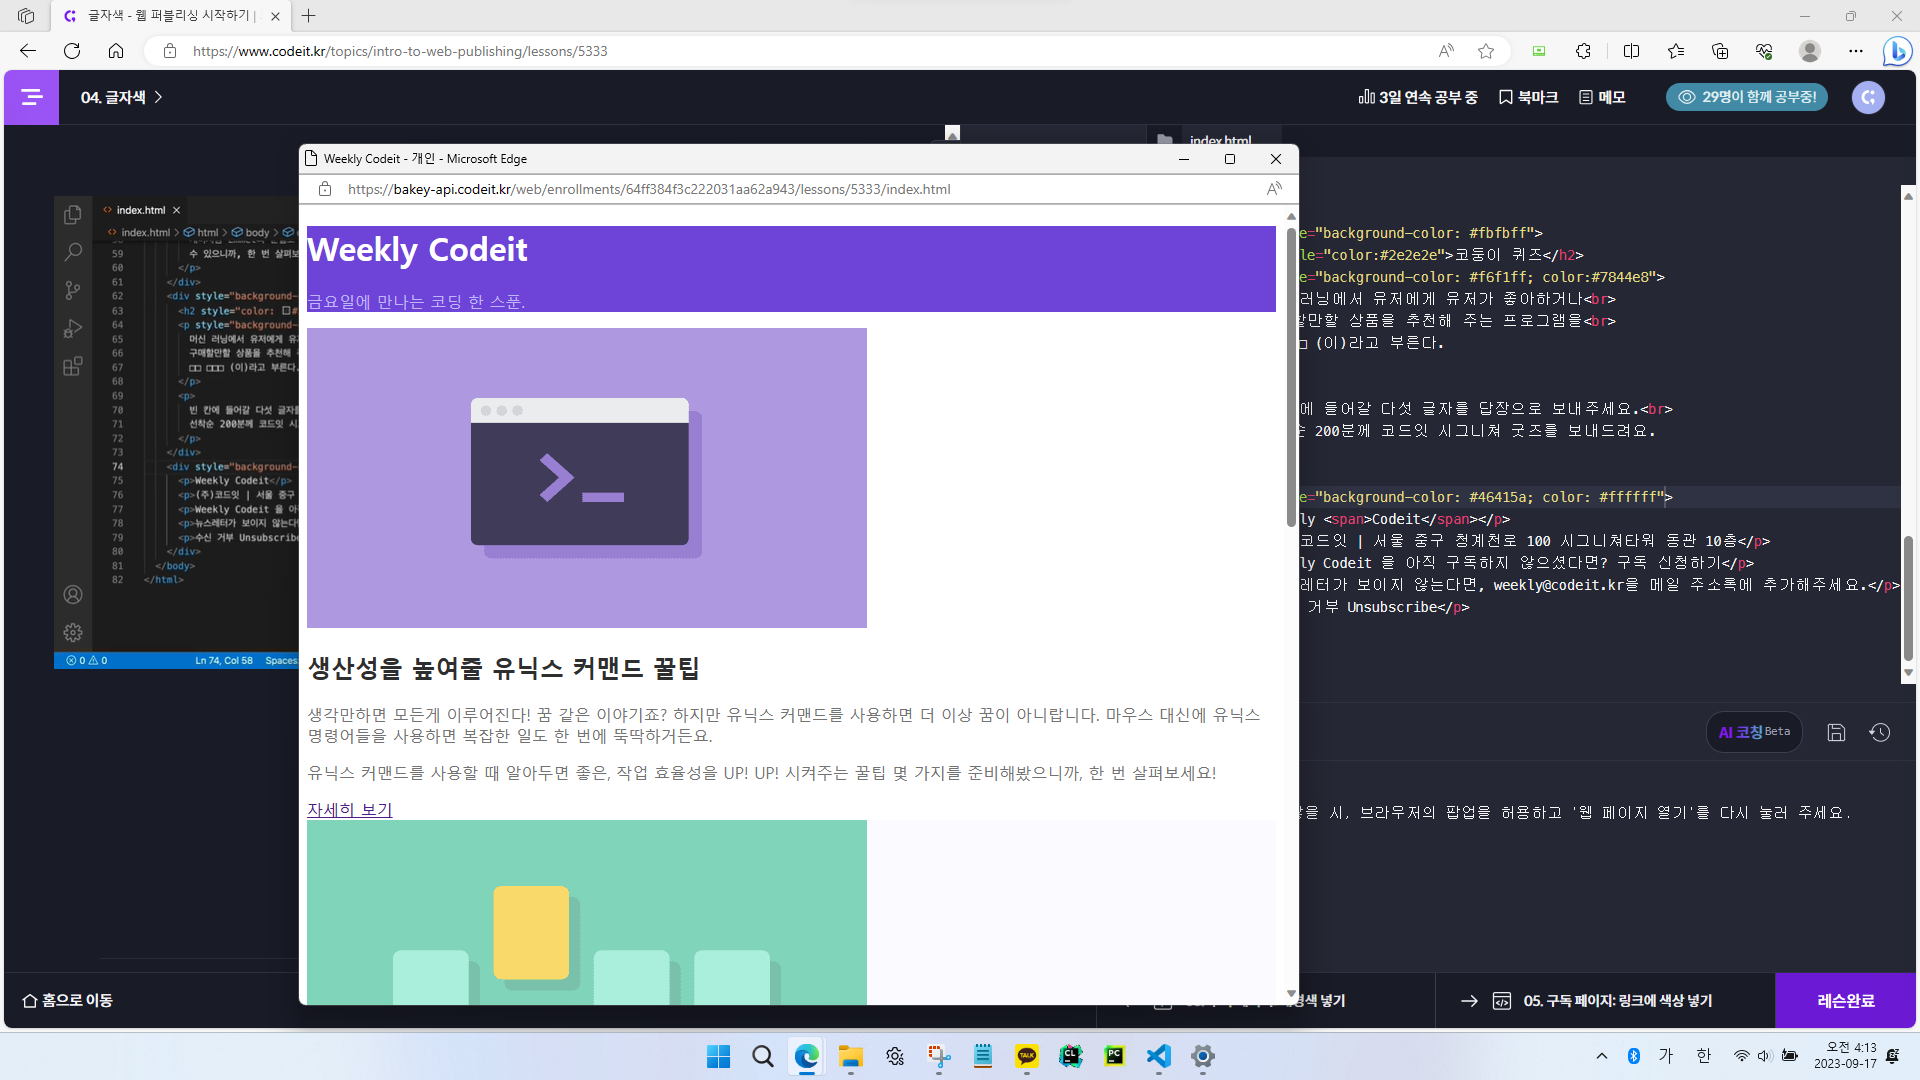 글자색 - 웹 퍼블리싱 시작하기 |
https://www.codeit.kr/topics/intro-to-web-publishing/lessons/5333
04. 글자색
3일 연속 공부 중
북마크
메모
29명이 함께 공부중!
index.html
Weekly Codeit - 개인 - Microsoft Edge
https://bakey-api.codeit.kr/web/enrollments/64ff384f3c222031aa62a943/lessons/5333/index.html
index.html
index.html > html > body >
59 수 있으니까, 한 번 살펴보
60 </p>
61 </div>
62 <div style="background-
63 <h2 style="color: #
64 <p style="background-
65 머신 러닝에서 유저에게 유
66 구매할만할 상품을 추천해
67 □□ □□□ (이)라고 부른다.
68 </p>
69 <p>
70 빈 칸에 들어갈 다섯 글자를
71 선착순 200분께 코드잇 시
72 </p>
73 </div>
74 <div style="background-
75 <p>Weekly Codeit</p>
76 <p>(주)코드잇 | 서울 중구
77 <p>Weekly Codeit 을 아
78 <p>뉴스레터가 보이지 않는다
79 <p>수신 거부 Unsubscribe
80 </div>
81 </body>
82 </html>
0 0 Ln 74, Col 58 Spaces:
Weekly Codeit
금요일에 만나는 코딩 한 스푼.
>_
생산성을 높여줄 유닉스 커맨드 꿀팁
생각만하면 모든게 이루어진다! 꿈 같은 이야기죠? 하지만 유닉스 커맨드를 사용하면 더 이상 꿈이 아니랍니다. 마우스 대신에 유닉스
명령어들을 사용하면 복잡한 일도 한 번에 뚝딱하거든요.
유닉스 커맨드를 사용할 때 알아두면 좋은, 작업 효율성을 UP! UP! 시켜주는 꿀팁 몇 가지를 준비해봤으니까, 한 번 살펴보세요!
자세히 보기
e="background-color: #fbfbff">
le="color:#2e2e2e">코둥이 퀴즈</h2>
e="background-color: #f6f1ff; color:#7844e8">
러닝에서 유저에게 유저가 좋아하거나<br>
할만할 상품을 추천해 주는 프로그램을<br>
□ (이)라고 부른다.
에 들어갈 다섯 글자를 답장으로 보내주세요.<br>
순 200분께 코드잇 시그니쳐 굿즈를 보내드려요.
e="background-color: #46415a; color: #ffffff">
ly <span>Codeit</span></p>
코드잇 | 서울 중구 청계천로 100 시그니쳐타워 동관 10층</p>
ly Codeit 을 아직 구독하지 않으셨다면? 구독 신청하기</p>
레터가 보이지 않는다면, weekly@codeit.kr을 메일 주소록에 추가해주세요.</p>
거부 Unsubscribe</p>
AI 코칭 Beta
않을 시, 브라우저의 팝업을 허용하고 '웹 페이지 열기'를 다시 눌러 주세요.
홈으로 이동
경색 넣기
05. 구독 페이지: 링크에 색상 넣기
레슨완료
가
한
오전 4:13
2023-09-17